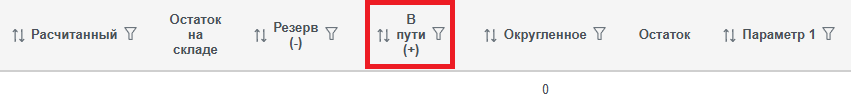 Расчитанный
Остаток
на
складе
Резерв
(-)
В
пути
(+)
Округленное
Остаток
Параметр 1
0